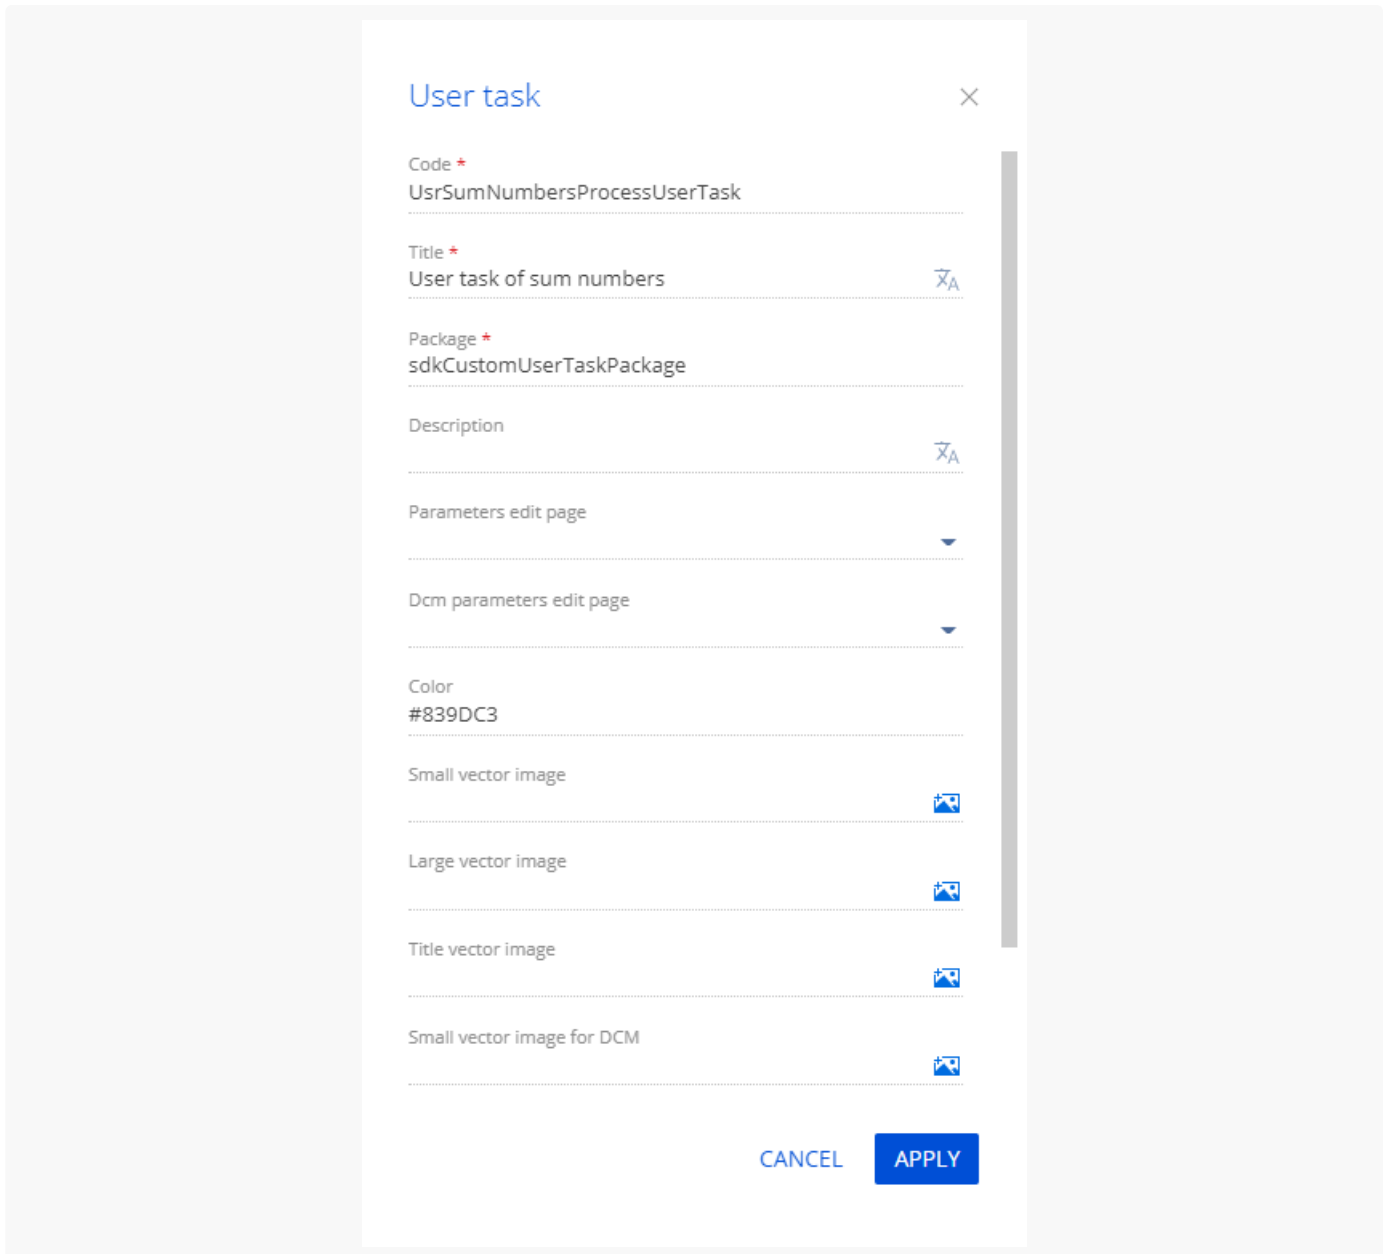 User task
Code *
UsrSumNumbersProcessUserTask
Title *
User task of sum numbers
Package *
sdkCustomUserTaskPackage
Description
Parameters edit page
Dcm parameters edit page
Color
#839DC3
Small vector image
Large vector image
Title vector image
Small vector image for DCM
CANCEL APPLY